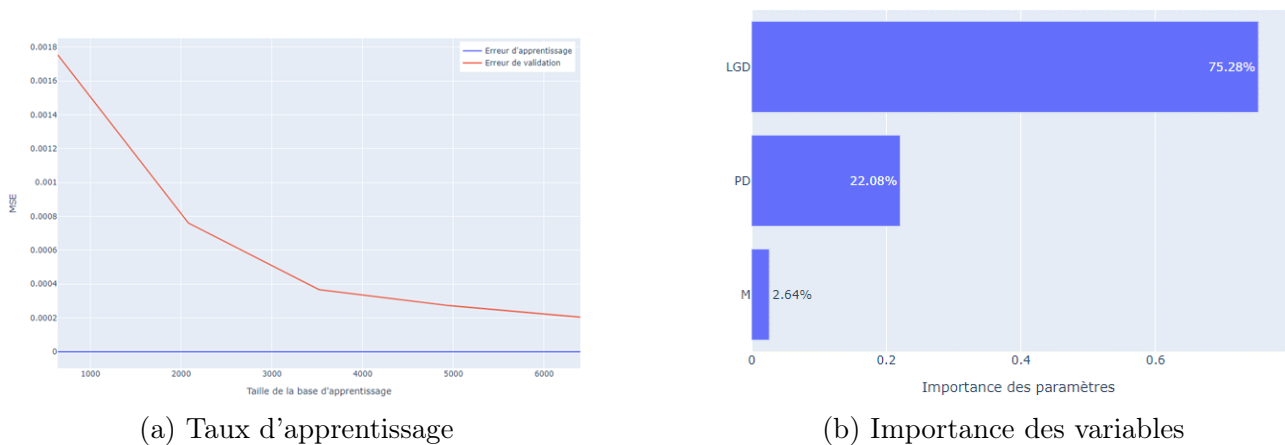 0.0018
0.0016
0.0014
0.0012
0.001
0.0008
0.0006
0.0004
0.0002
0
MSE
1000
2000
3000
4000
5000
6000
Taille de la base d'apprentissage
Erreur d'apprentissage
Erreur de validation
(a) Taux d'apprentissage
LGD
75.28%
PD
22.08%
M
2.64%
0
0.2
0.4
0.6
Importance des paramètres
(b) Importance des variables